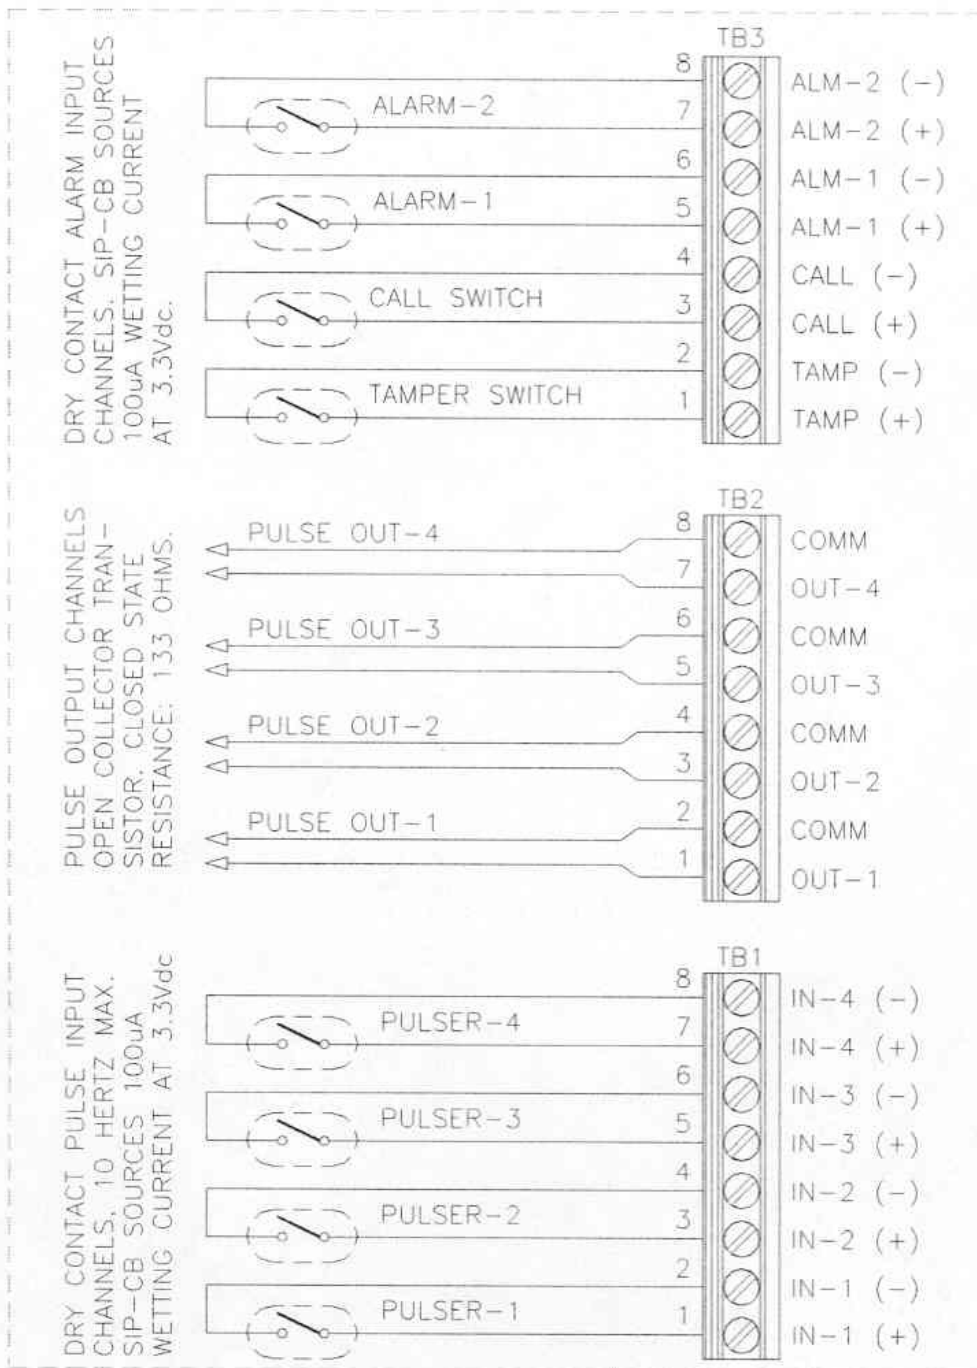 DRY CONTACT ALARM INPUT
CHANNELS. SIP-CB SOURCES
100uA WETTING CURRENT
AT 3.3Vdc.
TB3
8
ALM-2 (-)
ALARM-2
7
ALM-2 (+)
6
ALM-1 (-)
ALARM-1
5
ALM-1 (+)
4
CALL (-)
CALL SWITCH
3
CALL (+)
2
TAMP (-)
TAMPER SWITCH
1
TAMP (+)
PULSE OUTPUT CHANNELS
OPEN COLLECTOR TRAN-
SISTOR. CLOSED STATE
RESISTANCE: 133 OHMS.
TB2
PULSE OUT-4
8
COMM
7
OUT-4
PULSE OUT-3
6
COMM
5
OUT-3
PULSE OUT-2
4
COMM
3
OUT-2
PULSE OUT-1
2
COMM
1
OUT-1
DRY CONTACT PULSE INPUT
CHANNELS, 10 HERTZ MAX.
SIP-CB SOURCES 100uA
WETTING CURRENT AT 3.3Vdc
TB1
8
IN-4 (-)
PULSER-4
7
IN-4 (+)
6
IN-3 (-)
PULSER-3
5
IN-3 (+)
4
IN-2 (-)
PULSER-2
3
IN-2 (+)
2
IN-1 (-)
PULSER-1
1
IN-1 (+)